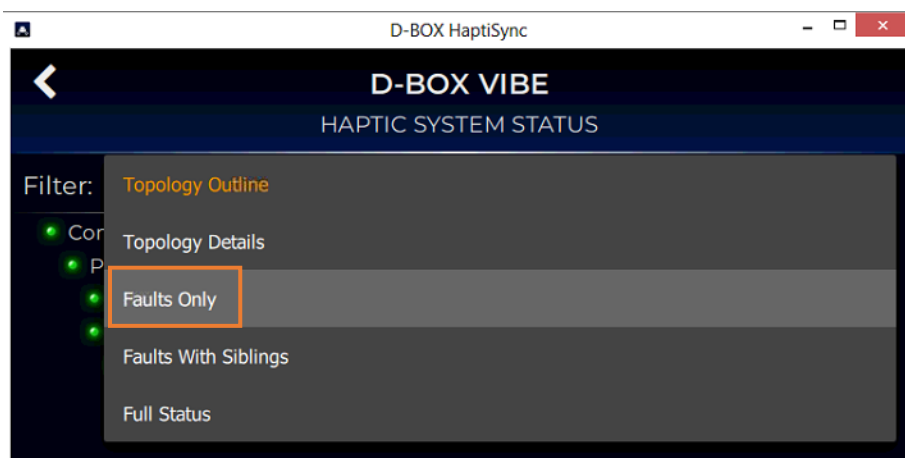 D-BOX HaptiSync
D-BOX VIBE
HAPTIC SYSTEM STATUS
Filter:
Topology Outline
Topology Details
Faults Only
Faults With Siblings
Full Status